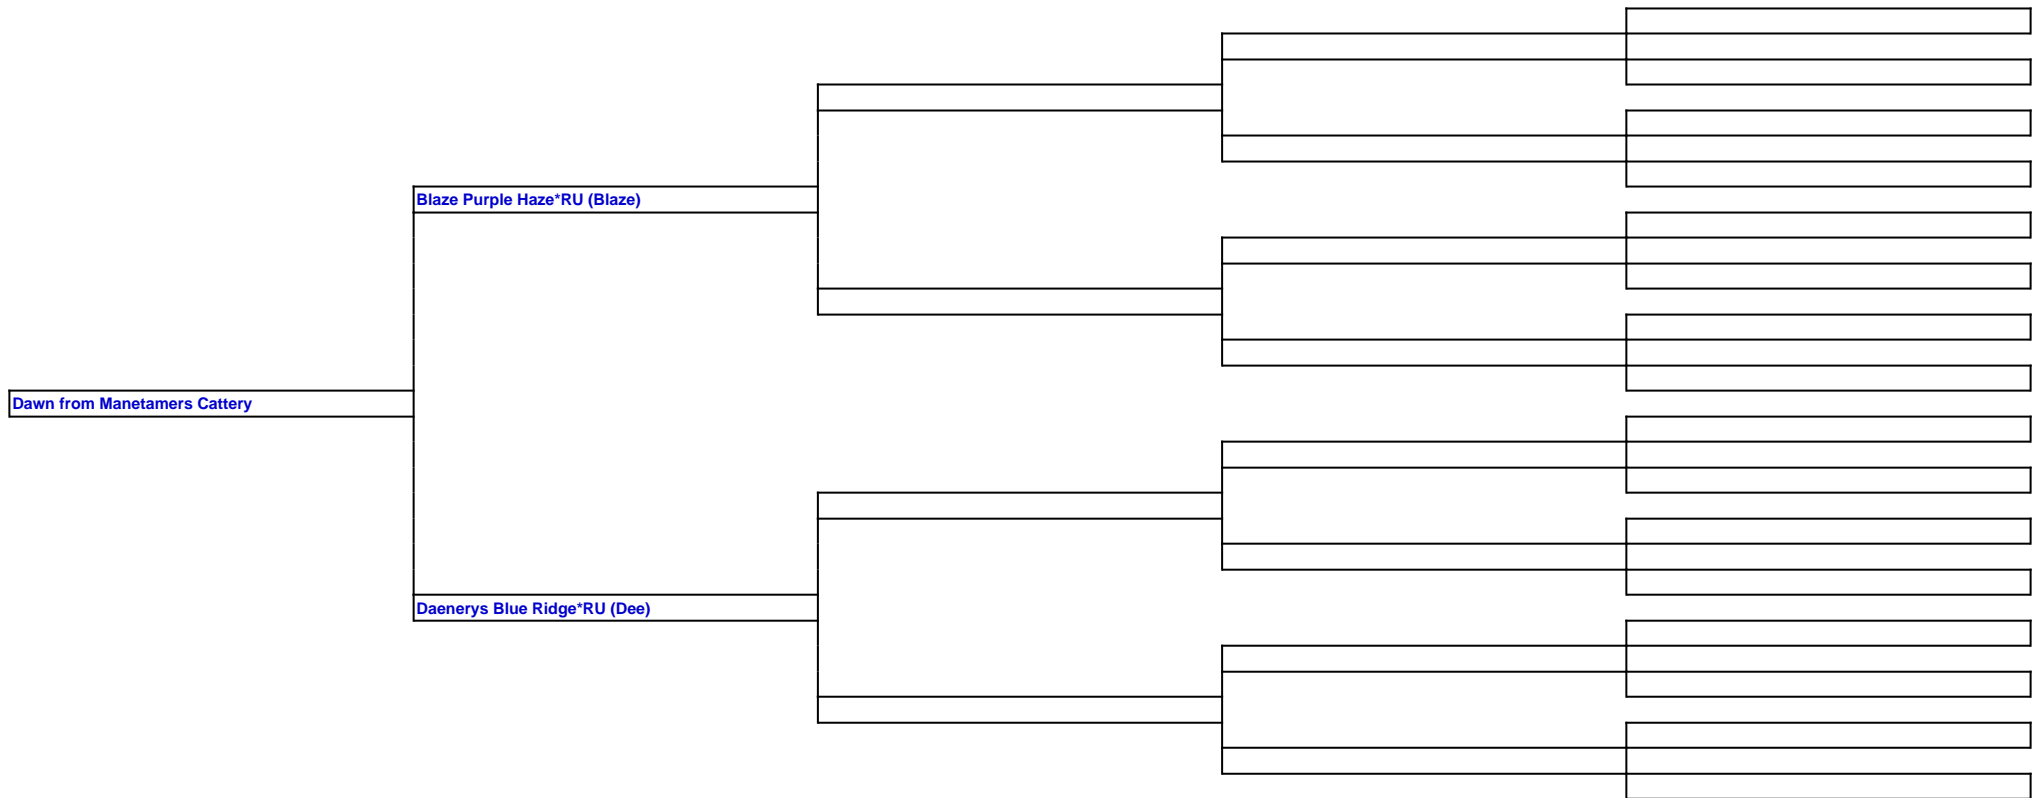 Blaze Purple Haze*RU (Blaze)
Dawn from Manetamers Cattery
Daenerys Blue Ridge*RU (Dee)